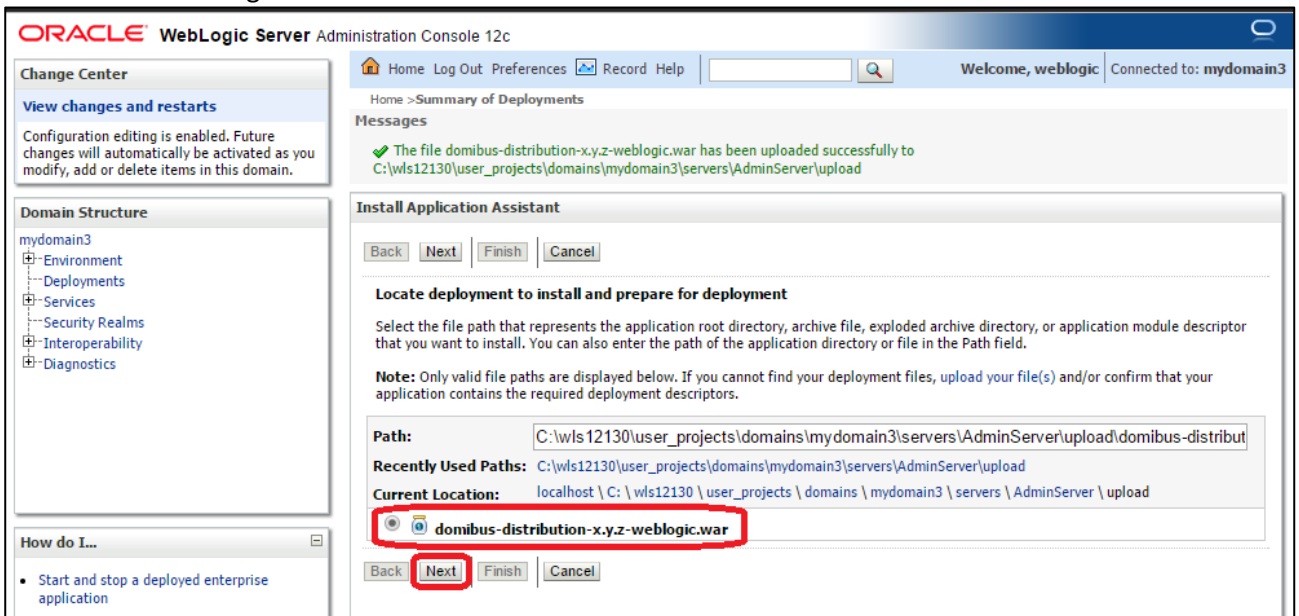 ORACLE WebLogic Server Administration Console 12c
Change Center
View changes and restarts
Configuration editing is enabled. Future
changes will automatically be activated as you
modify, add or delete items in this domain.
Domain Structure
mydomain3
Environment
Deployments
Services
Security Realms
Interoperability
Diagnostics
How do I...
Start and stop a deployed enterprise
application
Home Log Out Preferences Record Help
Welcome, weblogic Connected to: mydomain3
Home >Summary of Deployments
Messages
The file domibus-distribution-x.y.z-weblogic.war has been uploaded successfully to
C:\wls12130\user_projects\domains\mydomain3\servers\AdminServer\upload
Install Application Assistant
Back Next Finish Cancel
Locate deployment to install and prepare for deployment
Select the file path that represents the application root directory, archive file, exploded archive directory, or application module descriptor
that you want to install. You can also enter the path of the application directory or file in the Path field.
Note: Only valid file paths are displayed below. If you cannot find your deployment files, upload your file(s) and/or confirm that your
application contains the required deployment descriptors.
Path: C:\wls12130\user_projects\domains\mydomain3\servers\AdminServer\upload\domibus-distribut
Recently Used Paths: C:\wls12130\user_projects\domains\mydomain3\servers\AdminServer\upload
Current Location: localhost \ C: \ wls12130 \ user_projects \ domains \ mydomain3 \ servers \ AdminServer \ upload
domibus-distribution-x.y.z-weblogic.war
Back Next Finish Cancel